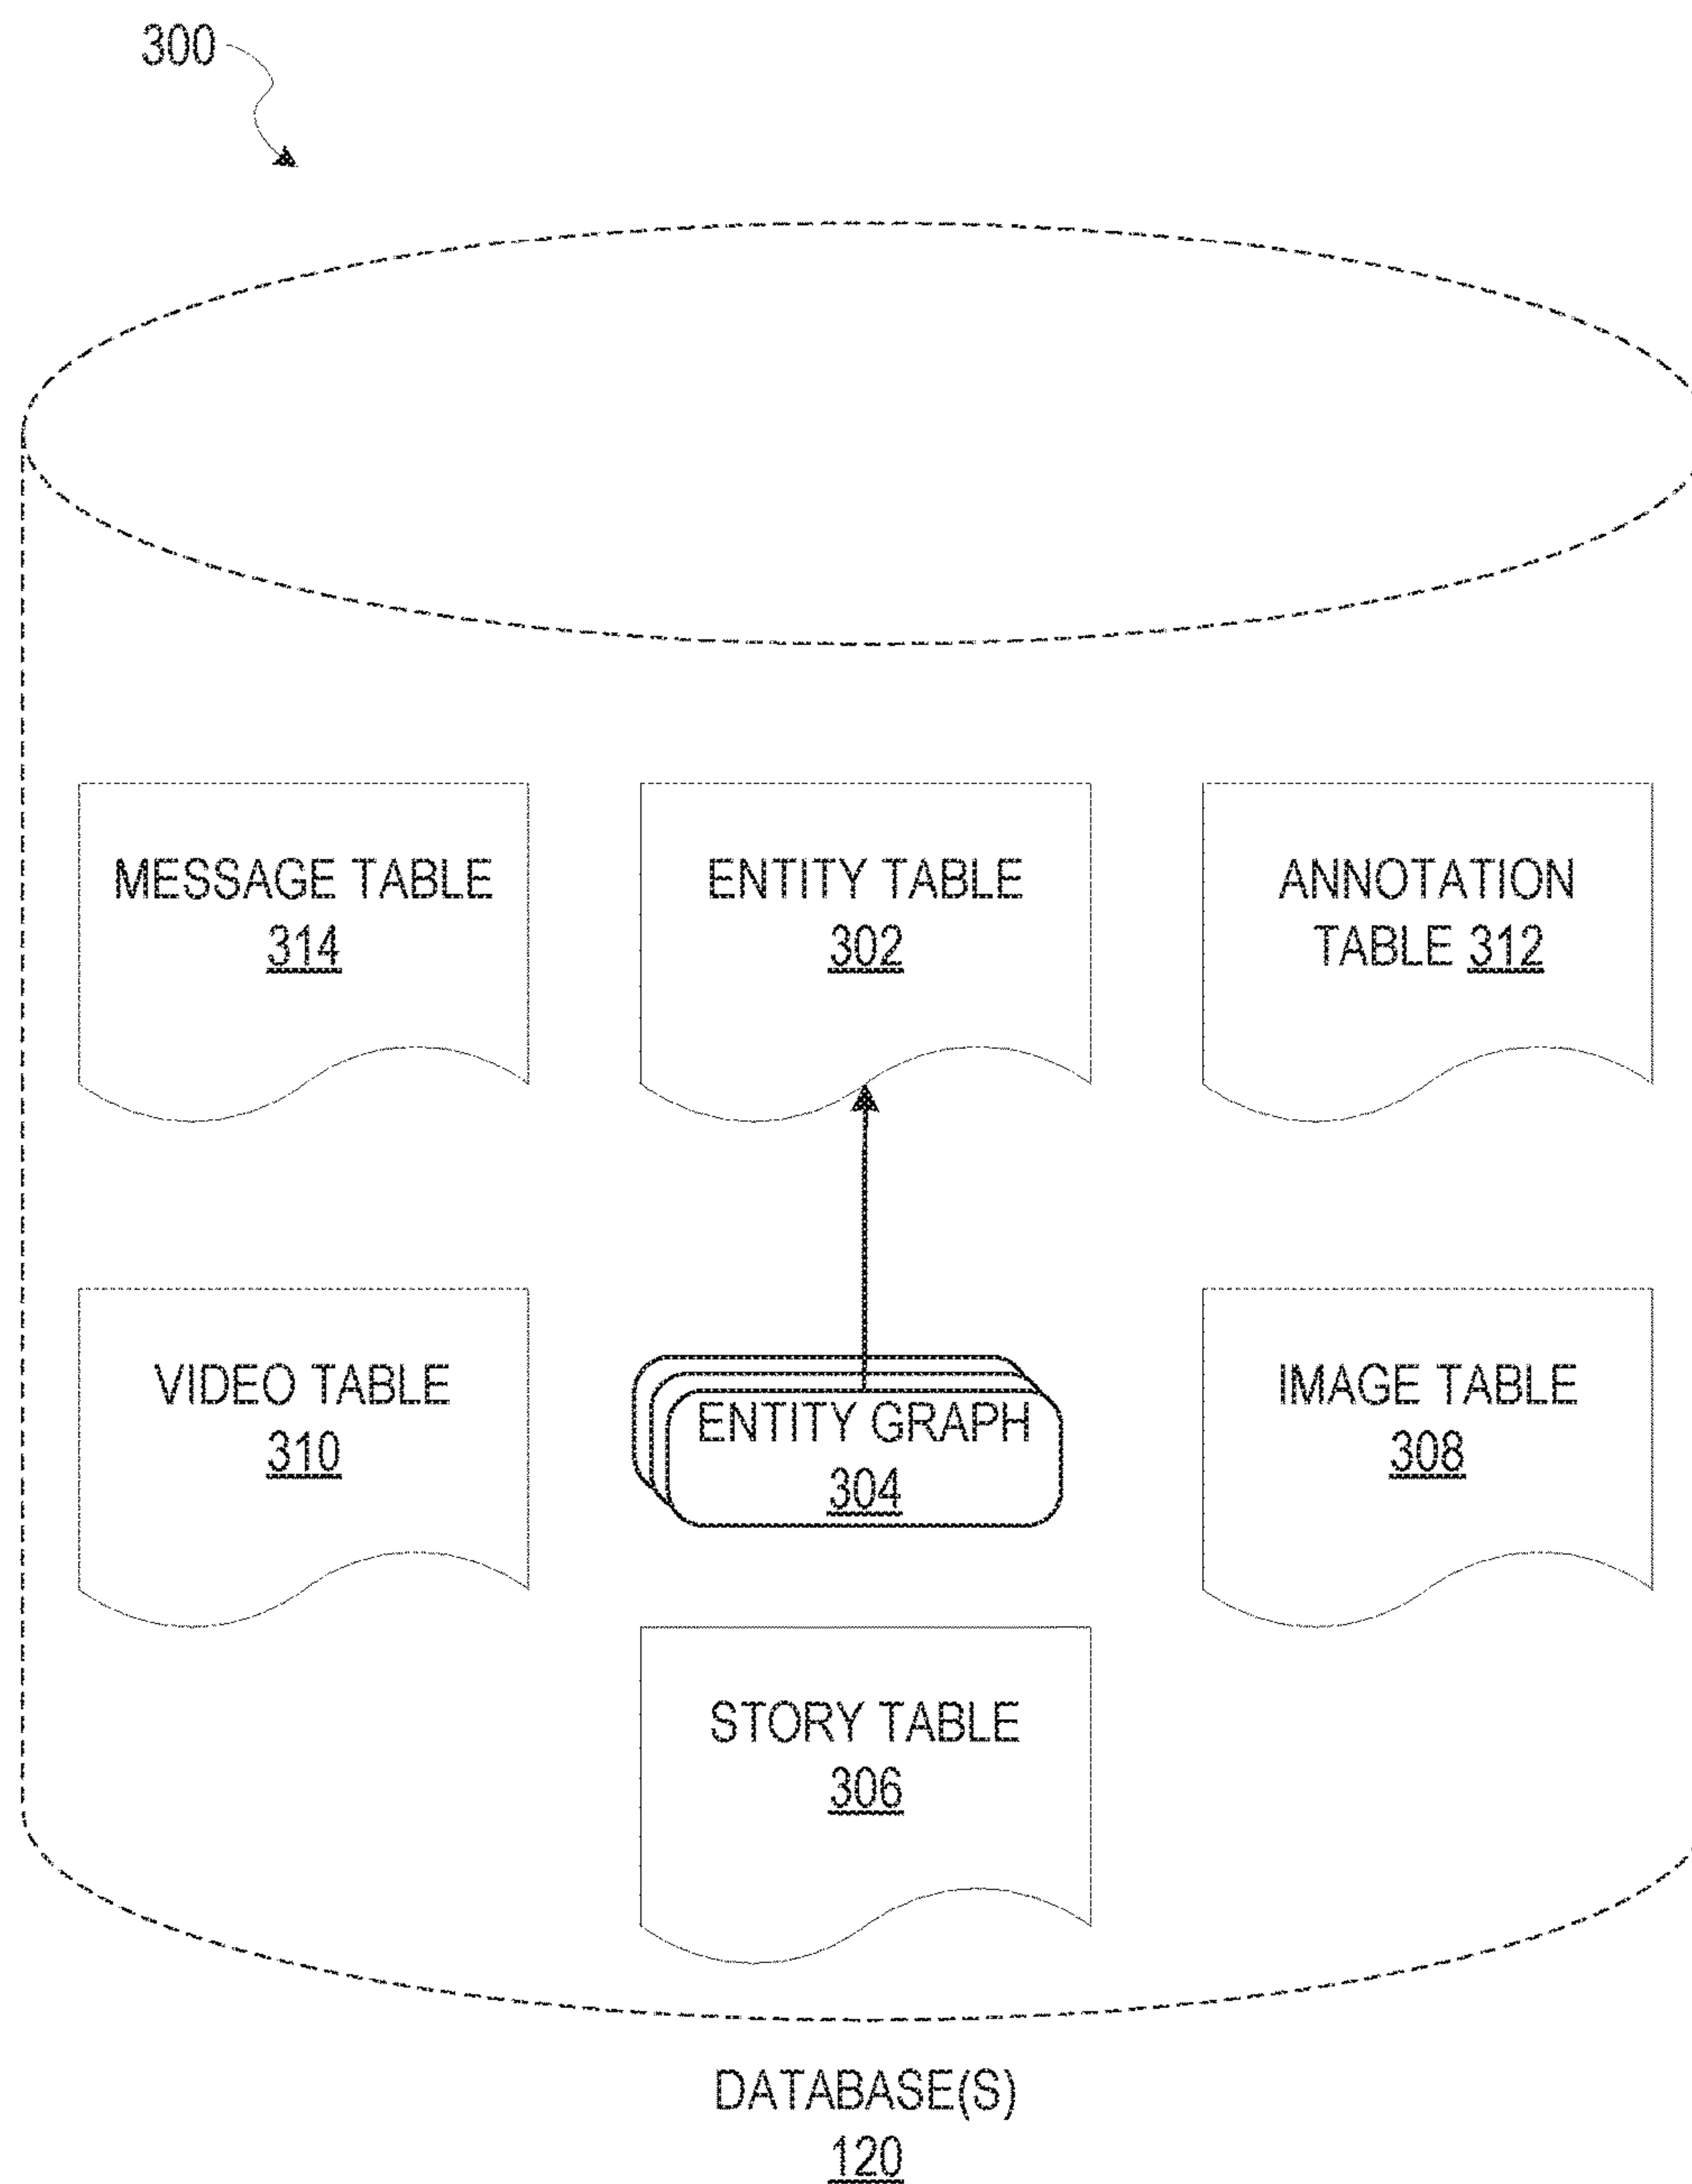 300
MESSAGE TABLE
314
ENTITY TABLE
302
ANNOTATION
TABLE 312
VIDEO TABLE
310
ENTITY GRAPH
304
IMAGE TABLE
308
STORY TABLE
306
DATABASE(S)
120